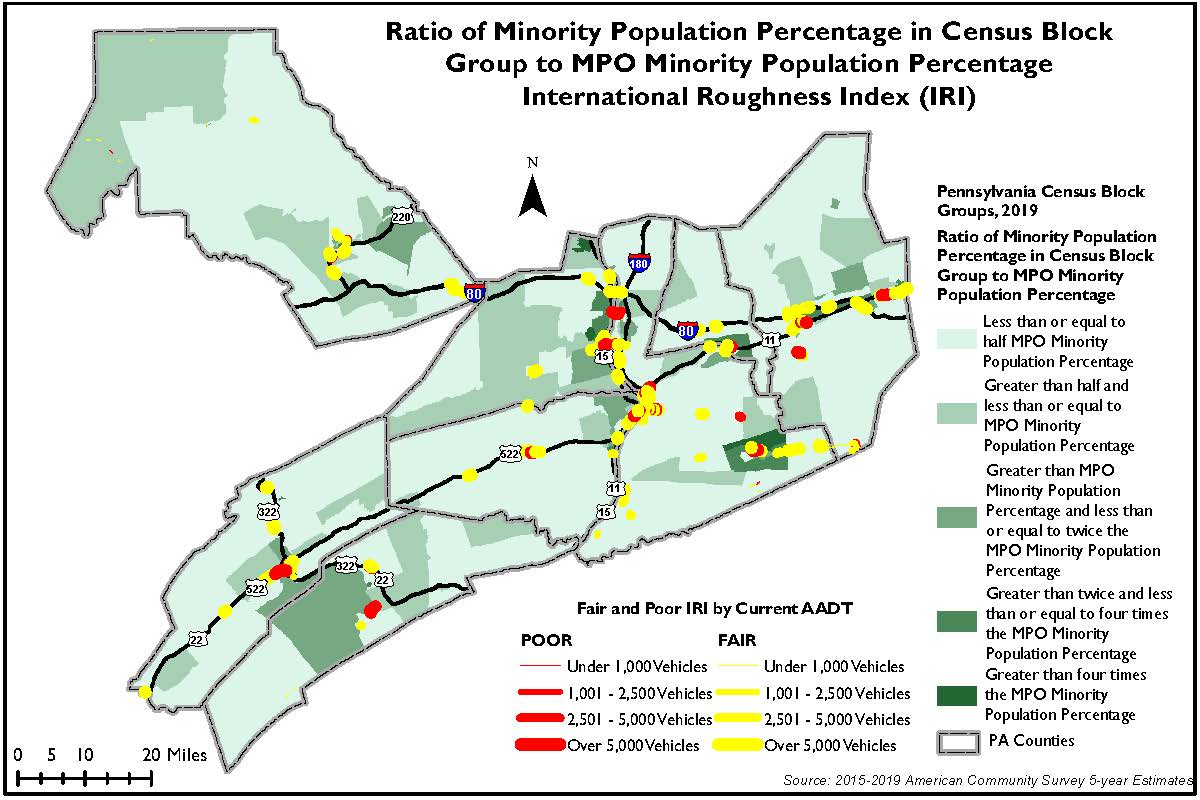 Ratio of Minority Population Percentage in Census Block
Group to MPO Minority Population Percentage
International Roughness Index (IRI)
N
220
180
80
80
11
15
522
11
15
322
322
22
522
22
Pennsylvania Census Block
Groups, 2019
Ratio of Minority Population
Percentage in Census Block
Group to MPO Minority
Population Percentage
Less than or equal to
half MPO Minority
Population Percentage
Greater than half and
less than or equal to
MPO Minority
Population Percentage
Greater than MPO
Minority Population
Percentage and less than
or equal to twice the
MPO Minority Population
Percentage
Greater than twice and less
than or equal to four times
the MPO Minority
Population Percentage
Greater than four times
the MPO Minority
Population Percentage
PA Counties
Fair and Poor IRI by Current AADT
POOR FAIR
Under 1,000 Vehicles Under 1,000 Vehicles
1,001 - 2,500 Vehicles 1,001 - 2,500 Vehicles
2,501 - 5,000 Vehicles 2,501 - 5,000 Vehicles
Over 5,000 Vehicles Over 5,000 Vehicles
0 5 10 20 Miles
Source: 2015-2019 American Community Survey 5-year Estimates